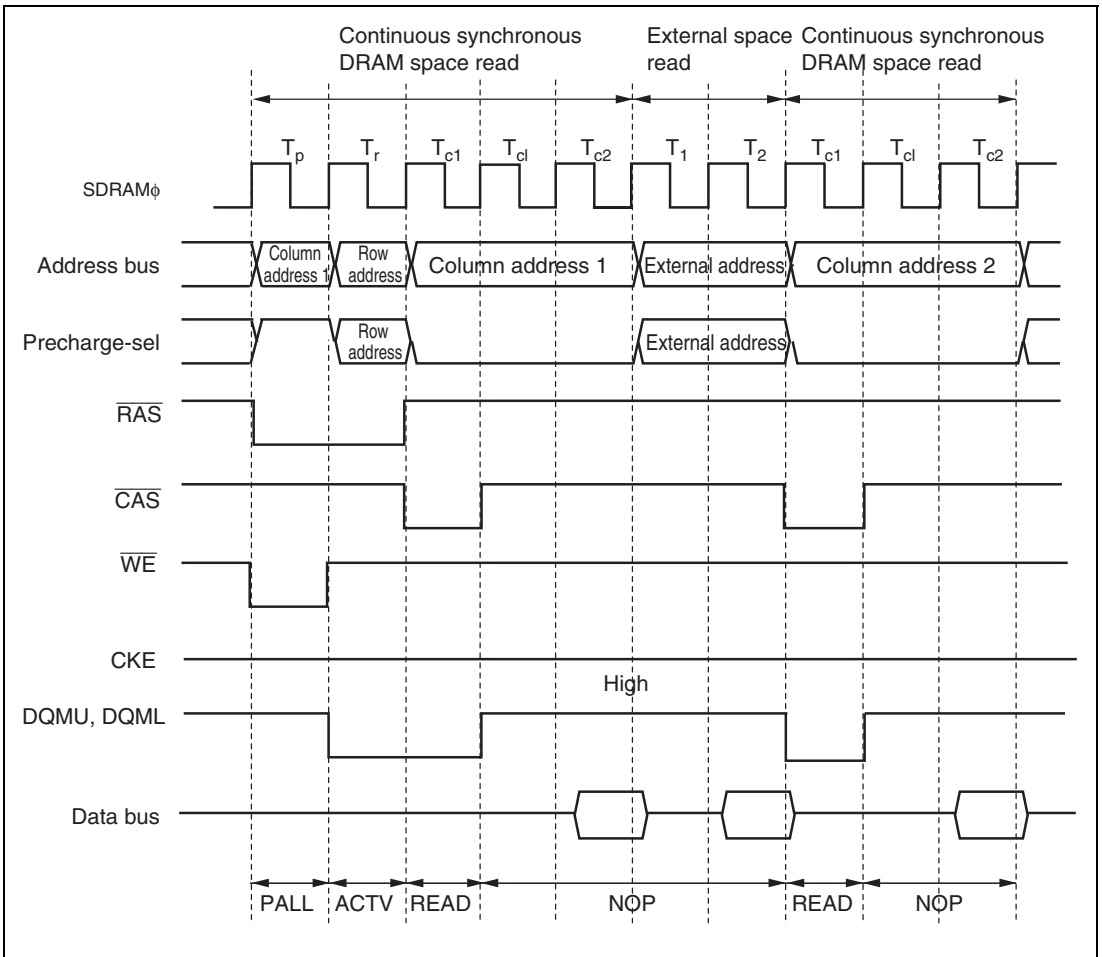 Continuous synchronous
DRAM space read
External space
read
Continuous synchronous
DRAM space read
Tp Tr Tc1 Tcl Tc2 T1 T2 Tc1 Tcl Tc2
SDRAMϕ
Address bus
Column
address 1
Row
address
Column address 1
External address
Column address 2
Precharge-sel
Row
address
External address
RAS
CAS
WE
CKE
High
DQMU, DQML
Data bus
PALL ACTV READ NOP READ NOP